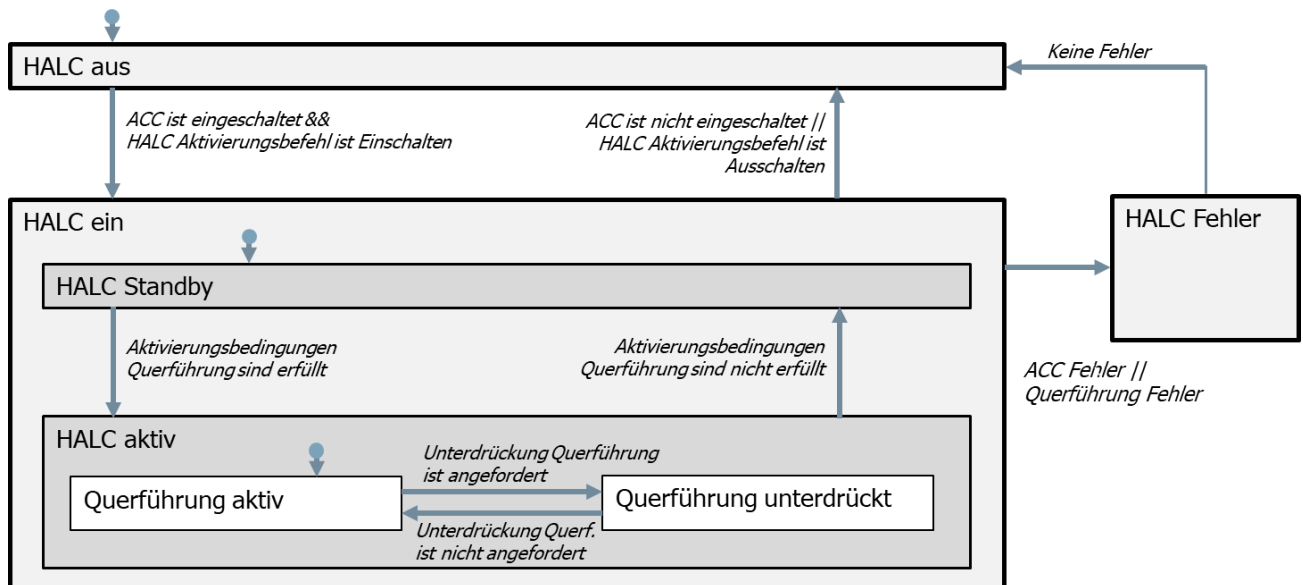 HALC aus
Keine Fehler
ACC ist eingeschaltet &&
HALC Aktivierungsbefehl ist Einschalten
ACC ist nicht eingeschaltet ||
HALC Aktivierungsbefehl ist
Ausschalten
HALC ein
HALC Fehler
HALC Standby
Aktivierungsbedingungen
Querführung sind erfüllt
Aktivierungsbedingungen
Querführung sind nicht erfüllt
ACC Fehler ||
Querführung Fehler
HALC aktiv
Unterdrückung Querführung
ist angefordert
Querführung aktiv
Querführung unterdrückt
Unterdrückung Querf.
ist nicht angefordert